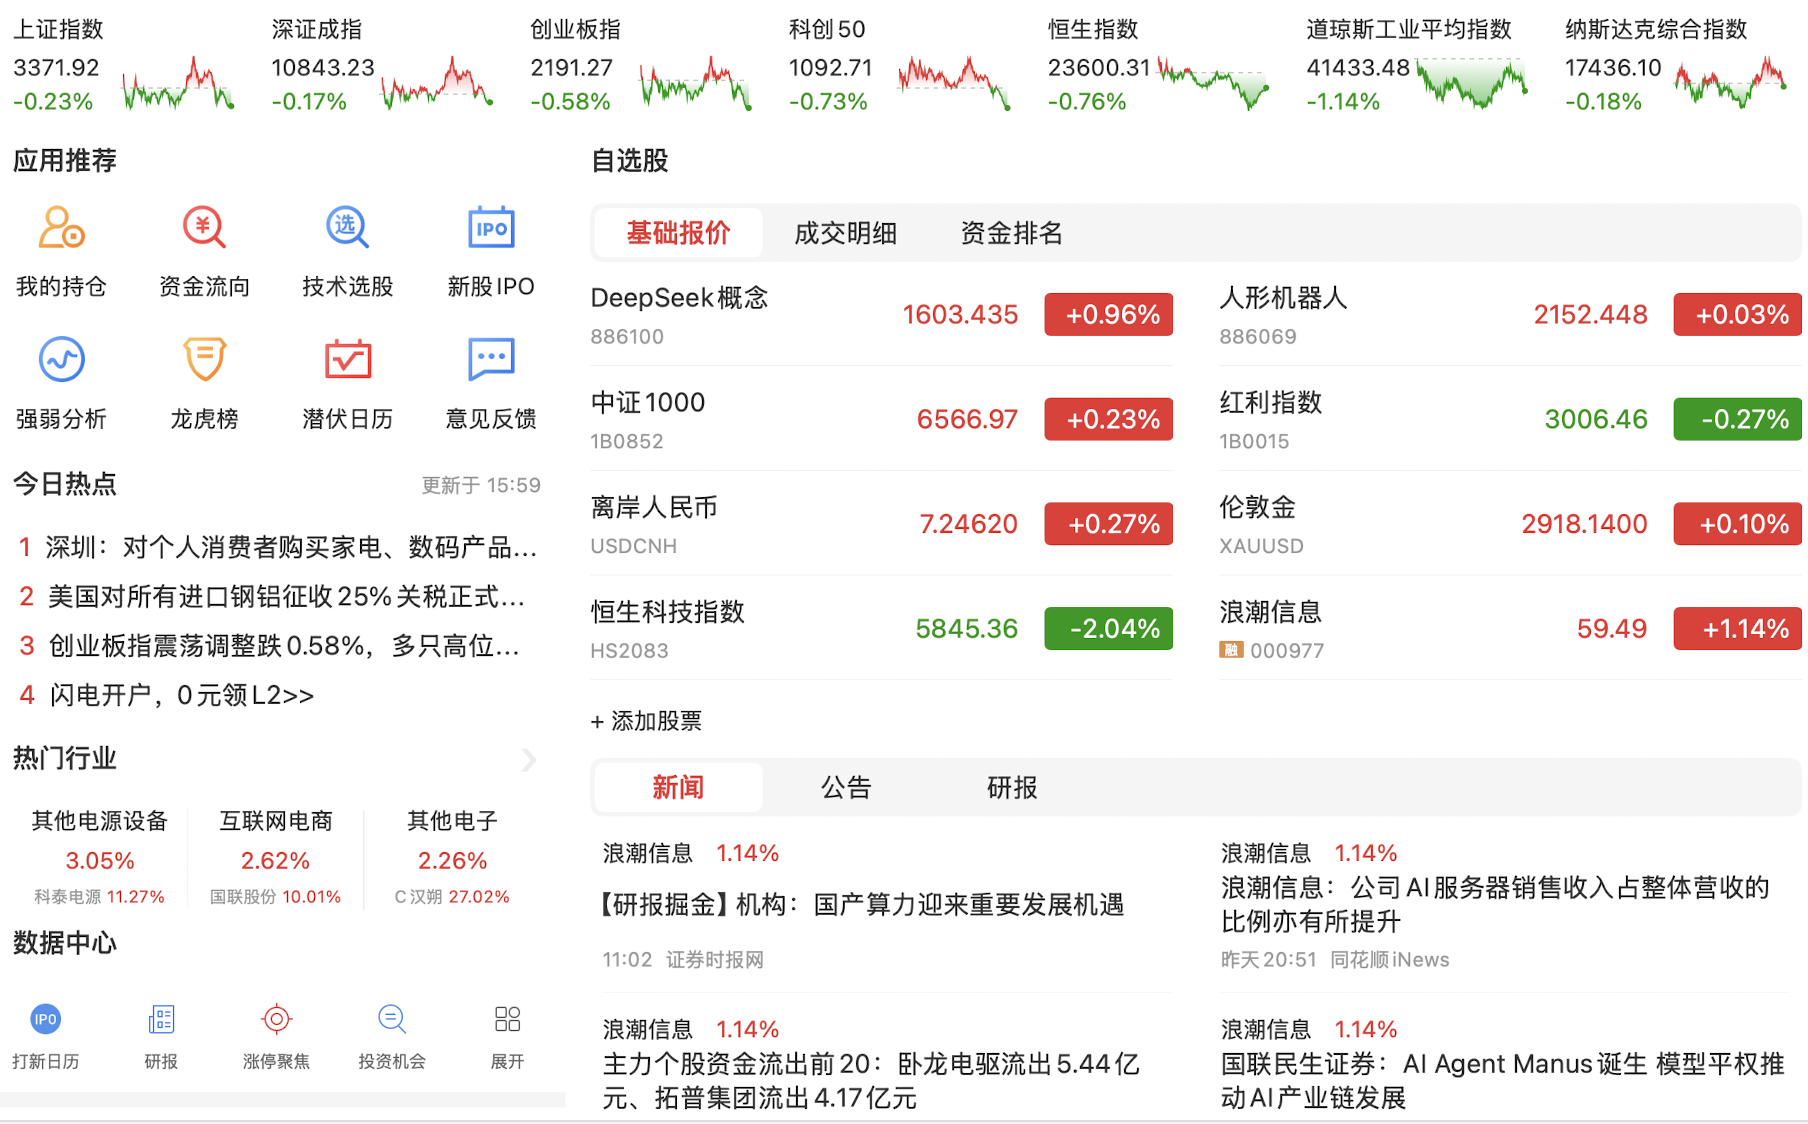 上证指数
3371.92
-0.23%
深证成指
10843.23
-0.17%
创业板指
2191.27
-0.58%
科创50
1092.71
-0.73%
恒生指数
23600.31
-0.76%
道琼斯工业平均指数
41433.48
-1.14%
纳斯达克综合指数
17436.10
-0.18%
应用推荐
我的持仓
¥
资金流向
选
技术选股
IPO
新股IPO
强弱分析
龙虎榜
潜伏日历
意见反馈
今日热点
更新于 15:59
1 深圳：对个人消费者购买家电、数码产品...
2 美国对所有进口钢铝征收25%关税正式...
3 创业板指震荡调整跌0.58%，多只高位...
4 闪电开户，0元领L2>>
热门行业
其他电源设备
3.05%
科泰电源 11.27%
互联网电商
2.62%
国联股份 10.01%
其他电子
2.26%
C汉朔 27.02%
数据中心
IPO
打新日历
研报
涨停聚焦
投资机会
展开
自选股
基础报价 成交明细 资金排名
DeepSeek概念
886100
1603.435 +0.96%
人形机器人
886069
2152.448 +0.03%
中证1000
1B0852
6566.97 +0.23%
红利指数
1B0015
3006.46 -0.27%
离岸人民币
USDCNH
7.24620 +0.27%
伦敦金
XAUUSD
2918.1400 +0.10%
恒生科技指数
HS2083
5845.36 -2.04%
浪潮信息
融 000977
59.49 +1.14%
+ 添加股票
新闻 公告 研报
浪潮信息 1.14%
【研报掘金】机构：国产算力迎来重要发展机遇
11:02 证券时报网
浪潮信息 1.14%
浪潮信息：公司AI服务器销售收入占整体营收的
比例亦有所提升
昨天20:51 同花顺iNews
浪潮信息 1.14%
主力个股资金流出前20：卧龙电驱流出5.44亿
元、拓普集团流出4.17亿元
浪潮信息 1.14%
国联民生证券：AI Agent Manus诞生 模型平权推
动AI产业链发展